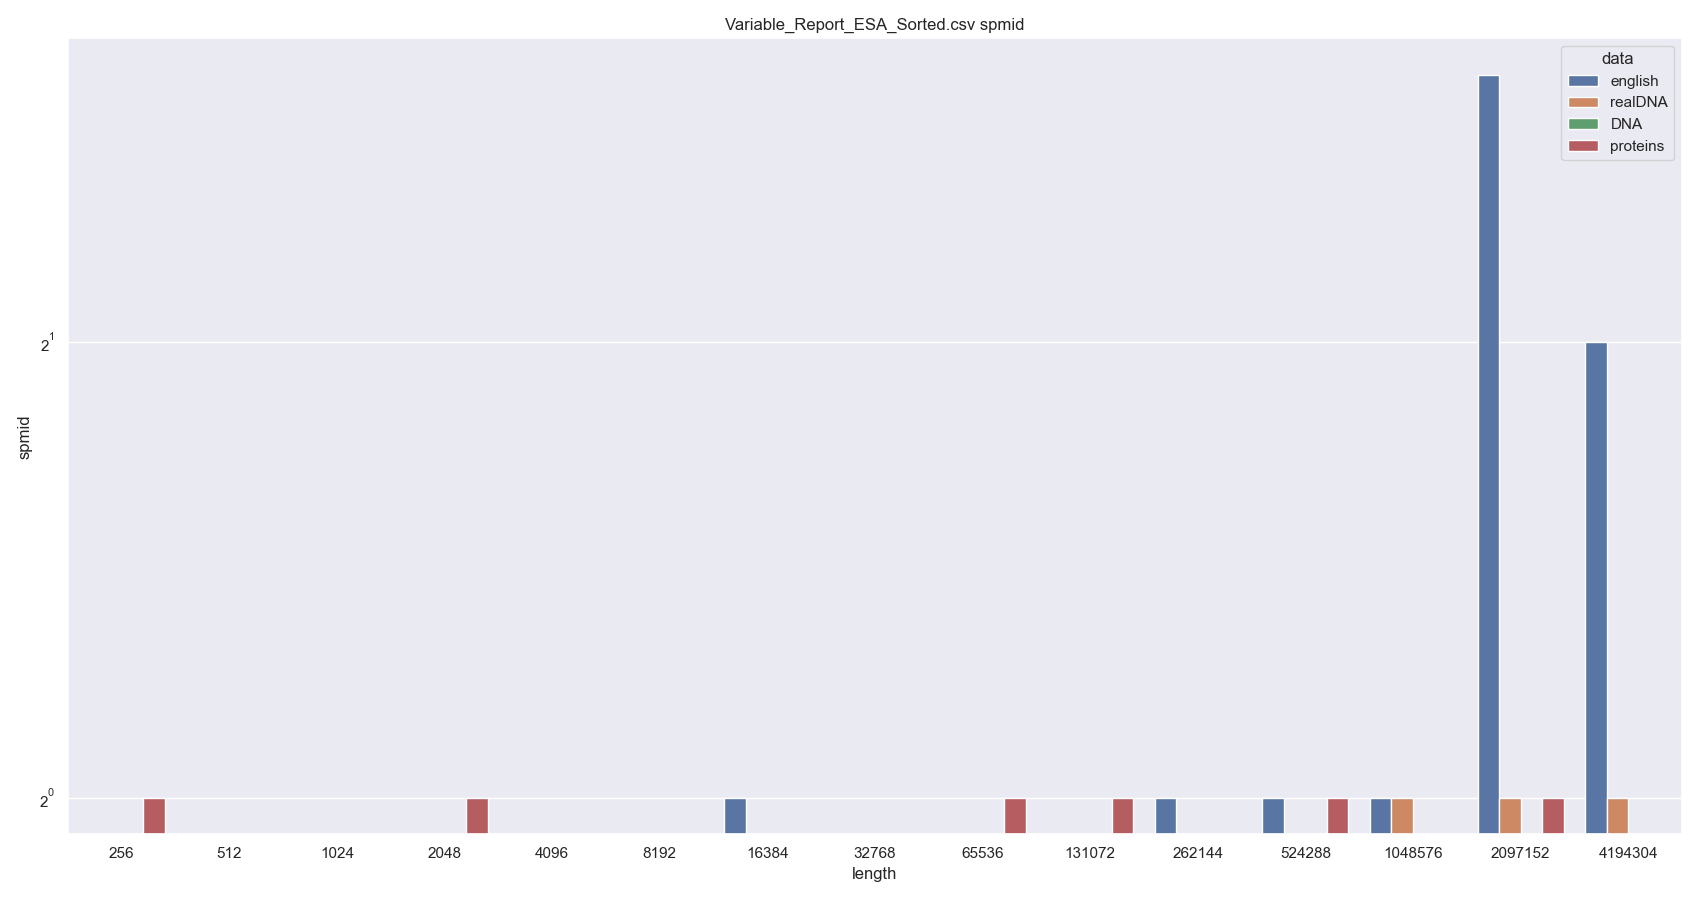 Variable_Report_ESA_Sorted.csv spmid
data
english
realDNA
DNA
proteins
2^1
2^0
spmid
256 512 1024 2048 4096 8192 16384 32768 65536 131072 262144 524288 1048576 2097152 4194304
length